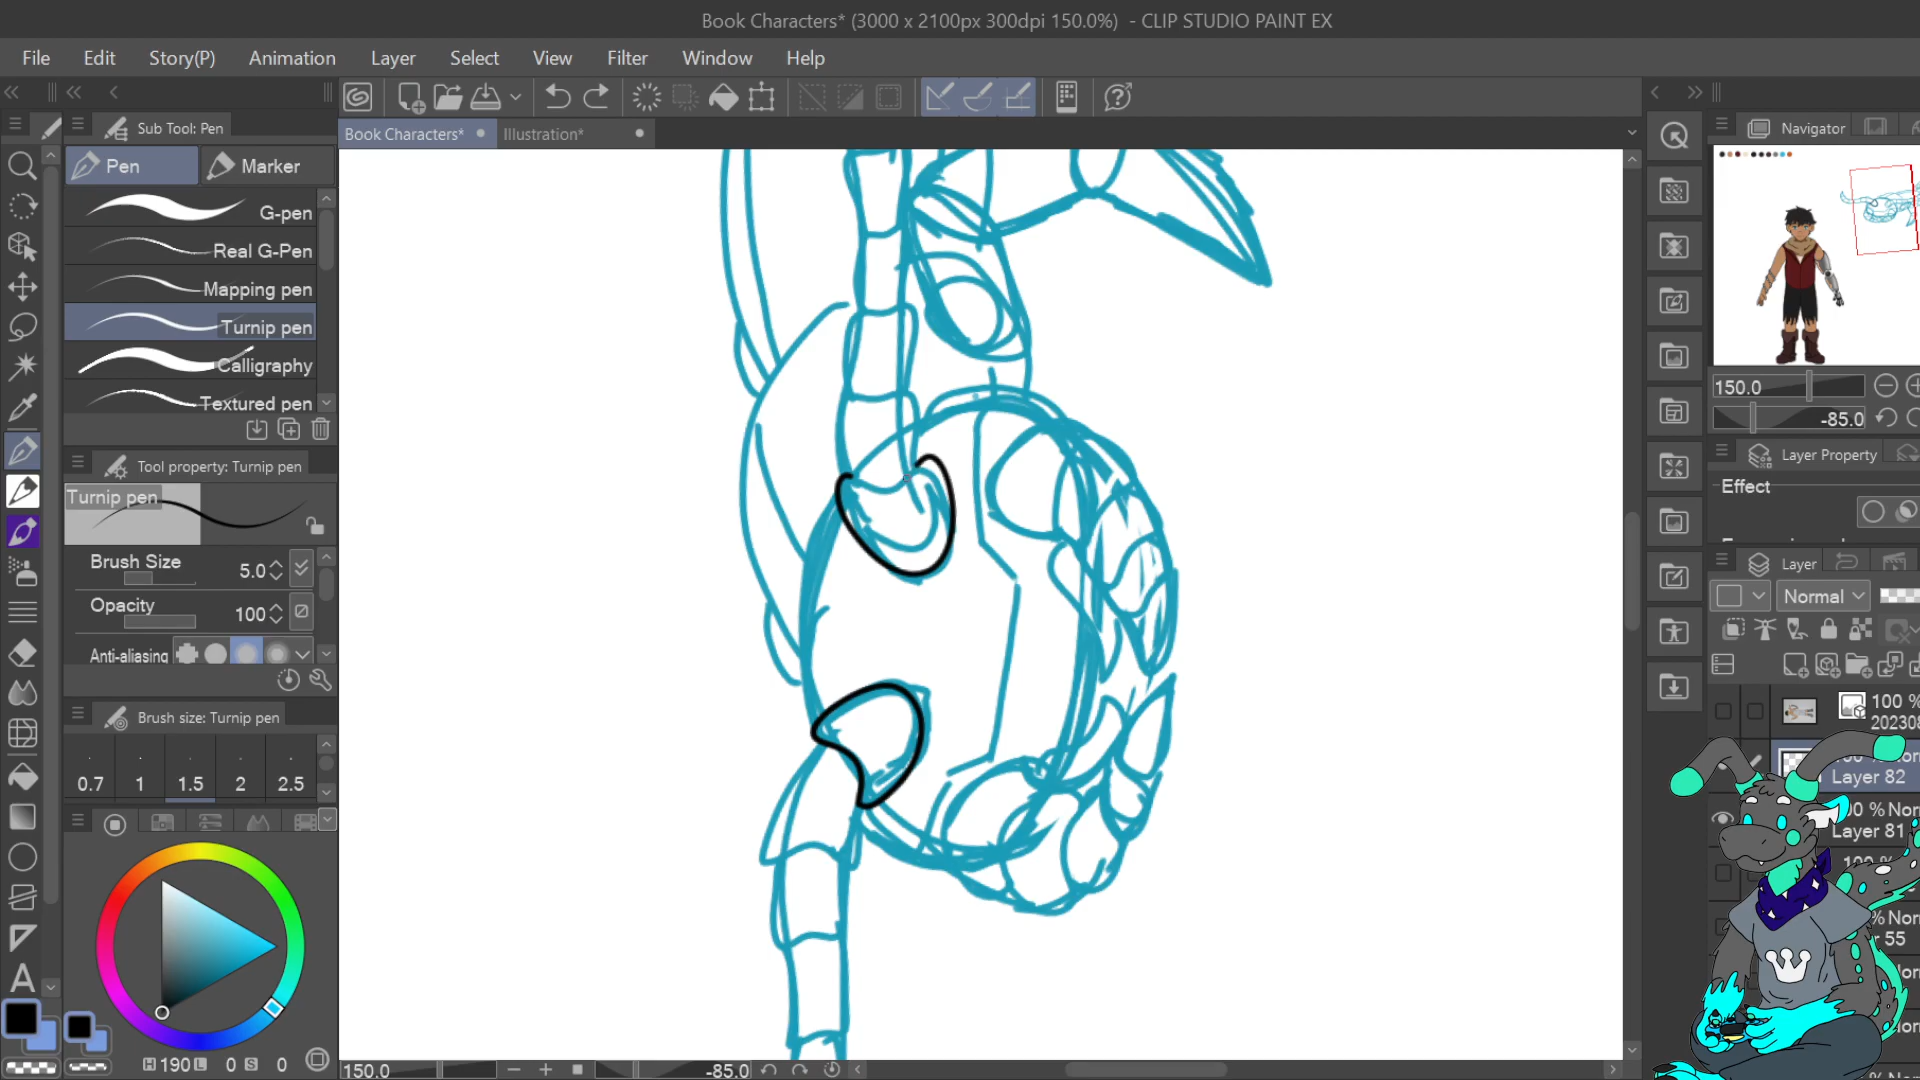 Book Characters* (3000 x 2100px 300dpi 150.0%) - CLIP STUDIO PAINT EX
File Edit Story(P) Animation Layer Select View Filter Window Help
Sub Tool: Pen
Book Characters* Illustration*
Navigator
Pen Marker
G-pen
Real G-Pen
Mapping pen
Turnip pen
Calligraphy
Textured pen
150.0
-85.0
Layer Property
Effect
Tool property: Turnip pen
Turnip pen
Brush Size 5.0
Opacity 100
Anti-aliasing
Layer
Normal
Brush size: Turnip pen
0.7 1 1.5 2 2.5
100 %
202308
Layer 82
Layer 81
55
H 190 L 0 S 0
150.0 -85.0
A